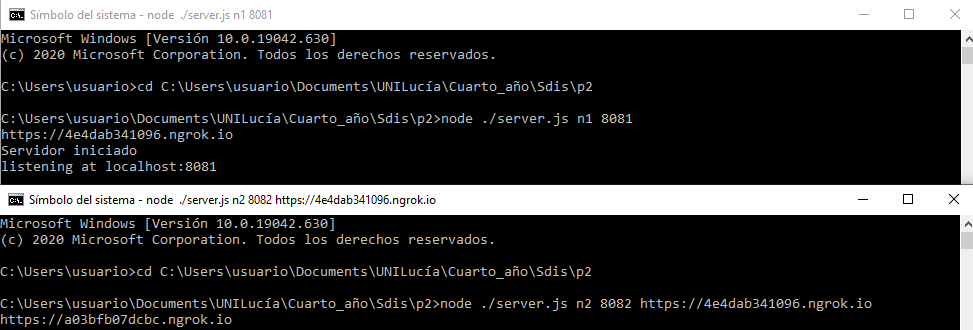 Símbolo del sistema - node ./server.js n1 8081
Microsoft Windows [Versión 10.0.19042.630]
(c) 2020 Microsoft Corporation. Todos los derechos reservados.
C:\Users\usuario>cd C:\Users\usuario\Documents\UNILucía\Cuarto_año\Sdis\p2
C:\Users\usuario\Documents\UNILucía\Cuarto_año\Sdis\p2>node ./server.js n1 8081
https://4e4dab341096.ngrok.io
Servidor iniciado
listening at localhost:8081
Símbolo del sistema - node ./server.js n2 8082 https://4e4dab341096.ngrok.io
Microsoft Windows [Versión 10.0.19042.630]
(c) 2020 Microsoft Corporation. Todos los derechos reservados.
C:\Users\usuario>cd C:\Users\usuario\Documents\UNILucía\Cuarto_año\Sdis\p2
C:\Users\usuario\Documents\UNILucía\Cuarto_año\Sdis\p2>node ./server.js n2 8082 https://4e4dab341096.ngrok.io
https://a03bfb07dcbc.ngrok.io